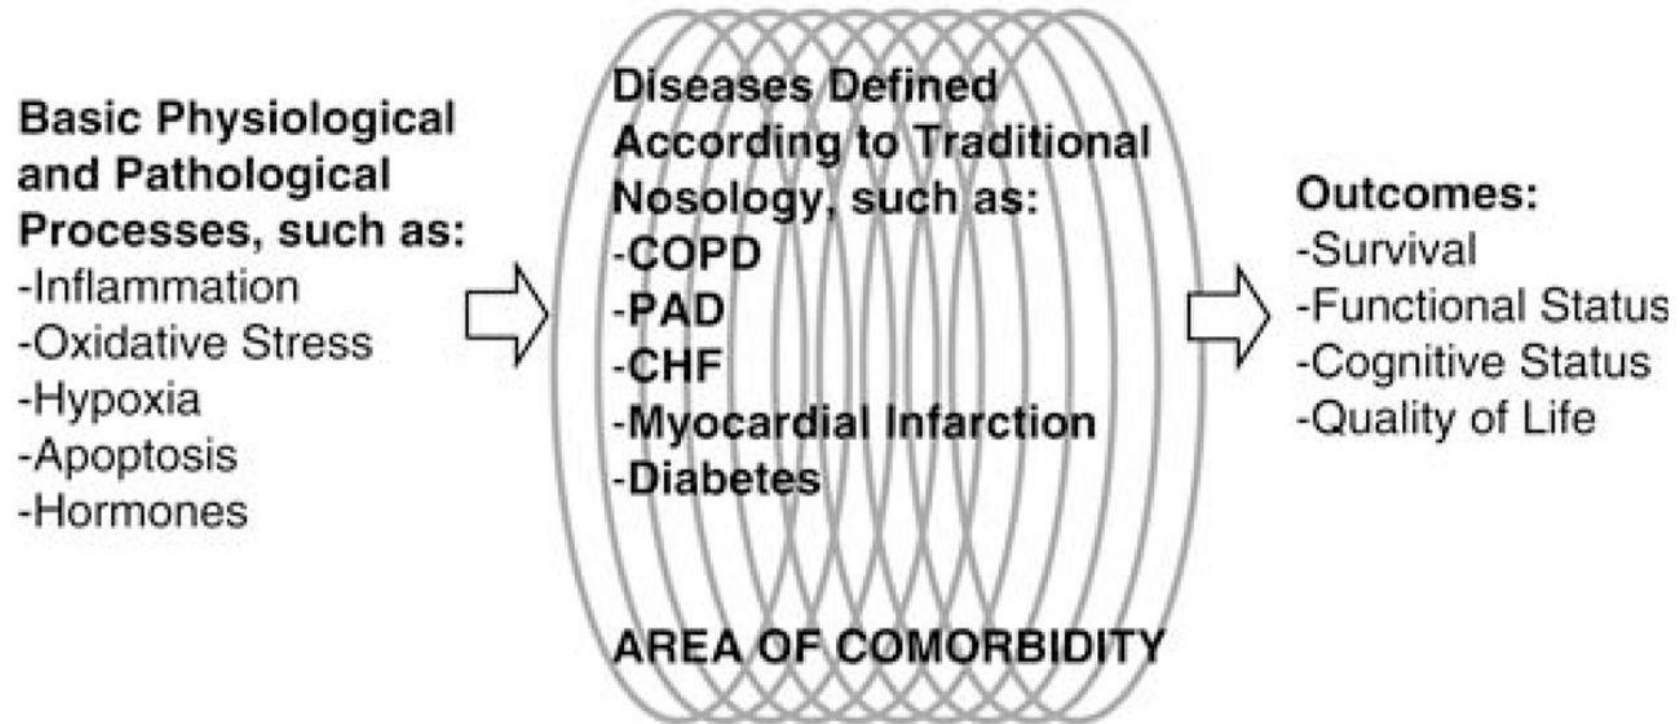 Basic Physiological
and Pathological
Processes, such as:
-Inflammation
-Oxidative Stress
-Hypoxia
-Apoptosis
-Hormones
Diseases Defined
According to Traditional
Nosology, such as:
-COPD
-PAD
-CHF
-Myocardial Infarction
-Diabetes
AREA OF COMORBIDITY
Outcomes:
-Survival
-Functional Status
-Cognitive Status
-Quality of Life